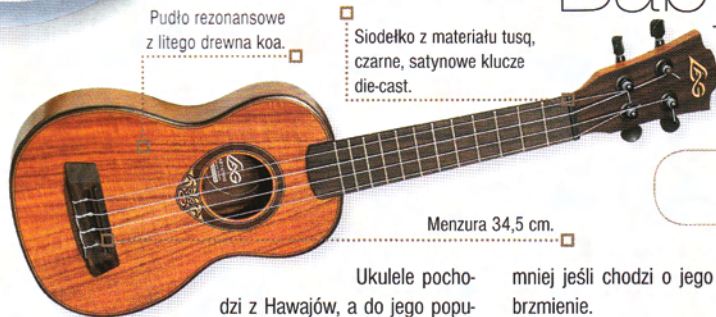 Pudło rezonansowe
z litego drewna koa.
Siodełko z materiału tusq,
czarne, satynowe klucze
die-cast.
Menzura 34,5 cm.
Ukulele pocho-
dzi z Hawajów, a do jego popu-
mniej jeśli chodzi o jego
brzmienie.